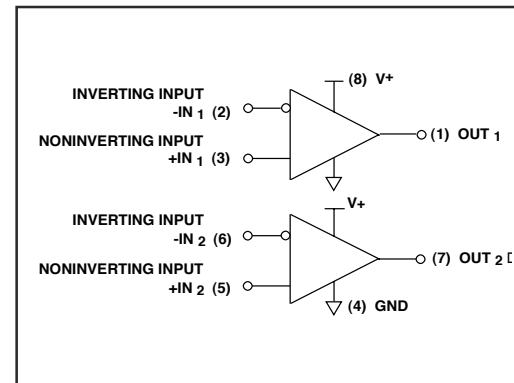 (8) V+
INVERTING INPUT
-IN 1 (2)
NONINVERTING INPUT
+IN 1 (3)
(1) OUT 1
V+
INVERTING INPUT
-IN 2 (6)
NONINVERTING INPUT
+IN 2 (5)
(7) OUT 2
(4) GND